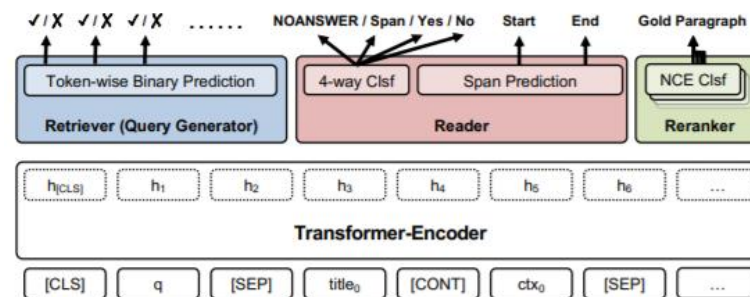 ✓/✗ ✓/✗ ✓/✗ ...... NOANSWER / Span / Yes / No Start End Gold Paragraph
Token-wise Binary Prediction 4-way Clsf Span Prediction NCE Clsf
Retriever (Query Generator) Reader Reranker
h[CLS] h1 h2 h3 h4 h5 h6 ...
Transformer-Encoder
[CLS] q [SEP] title0 [CONT] ctx0 [SEP] ...